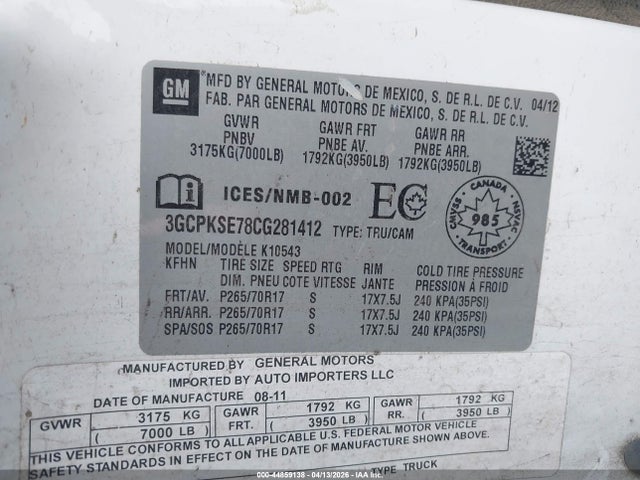 GM
MFD BY GENERAL MOTORS DE MEXICO, S. DE R.L. DE C.V. 04/12
FAB. PAR GENERAL MOTORS DE MEXICO, S. DE R.L. DE C.V.
GVWR GAWR FRT GAWR RR
PNBV PNBE AV. PNBE ARR.
3175KG(7000LB) 1792KG(3950LB) 1792KG(3950LB)
ICES/NMB-002 EC
CANADA
CMVSS 985 NSVAC
3GCPKSE78CG281412 TYPE: TRU/CAM
MODEL/MODÈLE K10543
KFHN TIRE SIZE SPEED RTG RIM COLD TIRE PRESSURE
DIM. PNEU COTE VITESSE JANTE PRESSION À FROID
FRT/AV. P265/70R17 S 17X7.5J 240 KPA(35PSI)
RR/ARR. P265/70R17 S 17X7.5J 240 KPA(35PSI)
SPA/SOS P265/70R17 S 17X7.5J 240 KPA(35PSI)
MANUFACTURED BY GENERAL MOTORS
IMPORTED BY AUTO IMPORTERS LLC
DATE OF MANUFACTURE 08-11
GVWR 3175 KG GAWR 1792 KG GAWR 1792 KG
( 7000 LB ) FRT. ( 3950 LB ) RR. ( 3950 LB )
THIS VEHICLE CONFORMS TO ALL APPLICABLE U.S. FEDERAL MOTOR VEHICLE
IN EFFECT ON THE DATE OF MANUFACTURE SHOWN ABOVE.
TYPE TRUCK
000-44859138 - 04/13/2026 - IAAI.COM